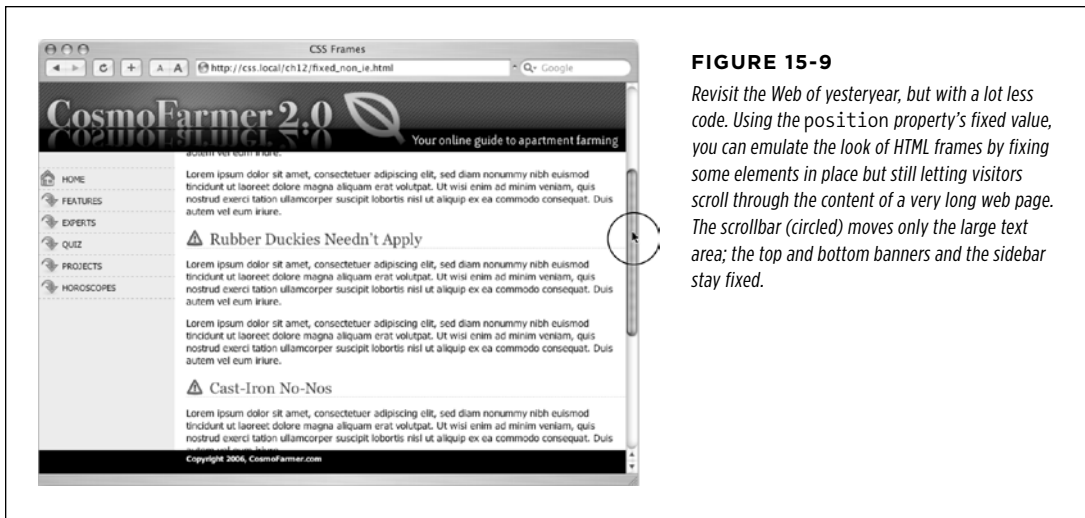 CSS Frames
A A
http://css.local/ch12/fixed_non_ie.html
Q Google
CosmoFarmer 2.0
Your online guide to apartment farming
autem vel eum iriure.
HOME
FEATURES
EXPERTS
QUIZ
PROJECTS
HOROSCOPES
Lorem ipsum dolor sit amet, consectetuer adipiscing elit, sed diam nonummy nibh euismod
tincidunt ut laoreet dolore magna aliquam erat volutpat. Ut wisi enim ad minim veniam, quis
nostrud exerci tation ullamcorper suscipit lobortis nisl ut aliquip ex ea commodo consequat. Duis
autem vel eum iriure.
Rubber Duckies Needn't Apply
Lorem ipsum dolor sit amet, consectetuer adipiscing elit, sed diam nonummy nibh euismod
tincidunt ut laoreet dolore magna aliquam erat volutpat. Ut wisi enim ad minim veniam, quis
nostrud exerci tation ullamcorper suscipit lobortis nisl ut aliquip ex ea commodo consequat. Duis
autem vel eum iriure.
Lorem ipsum dolor sit amet, consectetuer adipiscing elit, sed diam nonummy nibh euismod
tincidunt ut laoreet dolore magna aliquam erat volutpat. Ut wisi enim ad minim veniam, quis
nostrud exerci tation ullamcorper suscipit lobortis nisl ut aliquip ex ea commodo consequat. Duis
autem vel eum iriure.
Cast-Iron No-Nos
Lorem ipsum dolor sit amet, consectetuer adipiscing elit, sed diam nonummy nibh euismod
tincidunt ut laoreet dolore magna aliquam erat volutpat. Ut wisi enim ad minim veniam, quis
nostrud exerci tation ullamcorper suscipit lobortis nisl ut aliquip ex ea commodo consequat. Duis
autem vel eum iriure.
Copyright 2006, CosmoFarmer.com
FIGURE 15-9
Revisit the Web of yesteryear, but with a lot less
code. Using the position property's fixed value,
you can emulate the look of HTML frames by fixing
some elements in place but still letting visitors
scroll through the content of a very long web page.
The scrollbar (circled) moves only the large text
area; the top and bottom banners and the sidebar
stay fixed.